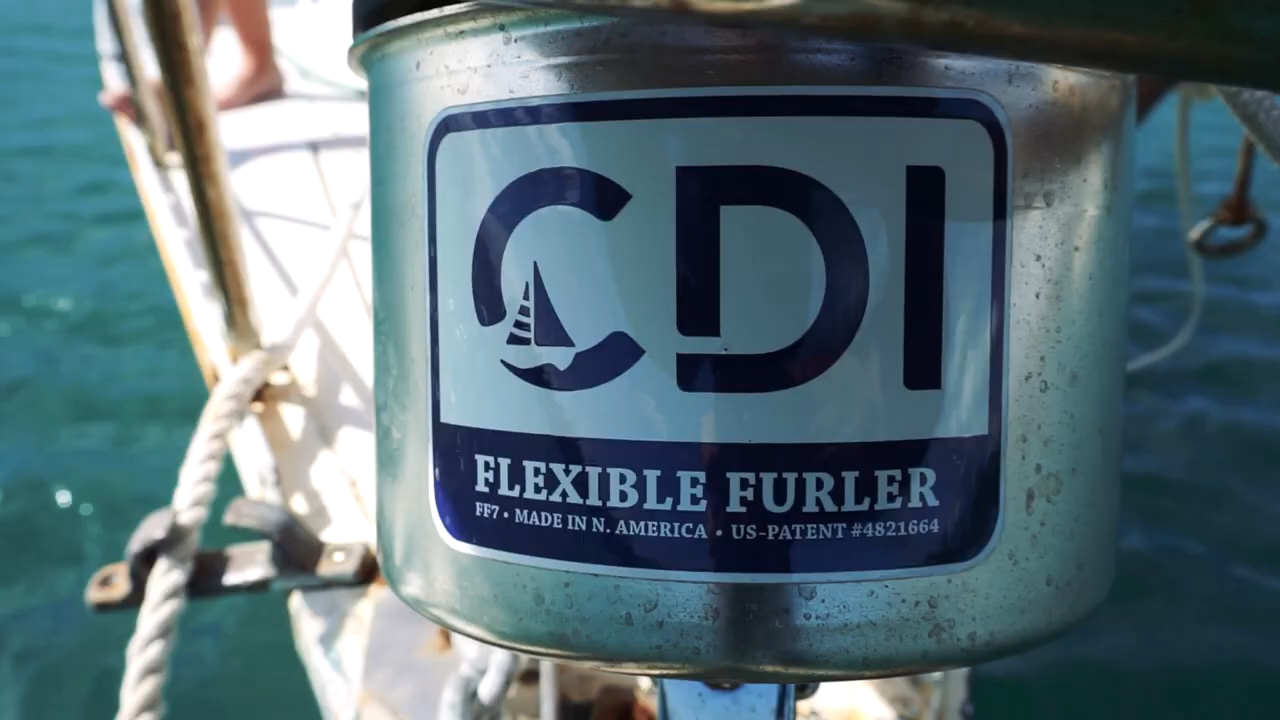 CDI
FLEXIBLE FURLER
FF7 • MADE IN N. AMERICA • US-PATENT #4821664